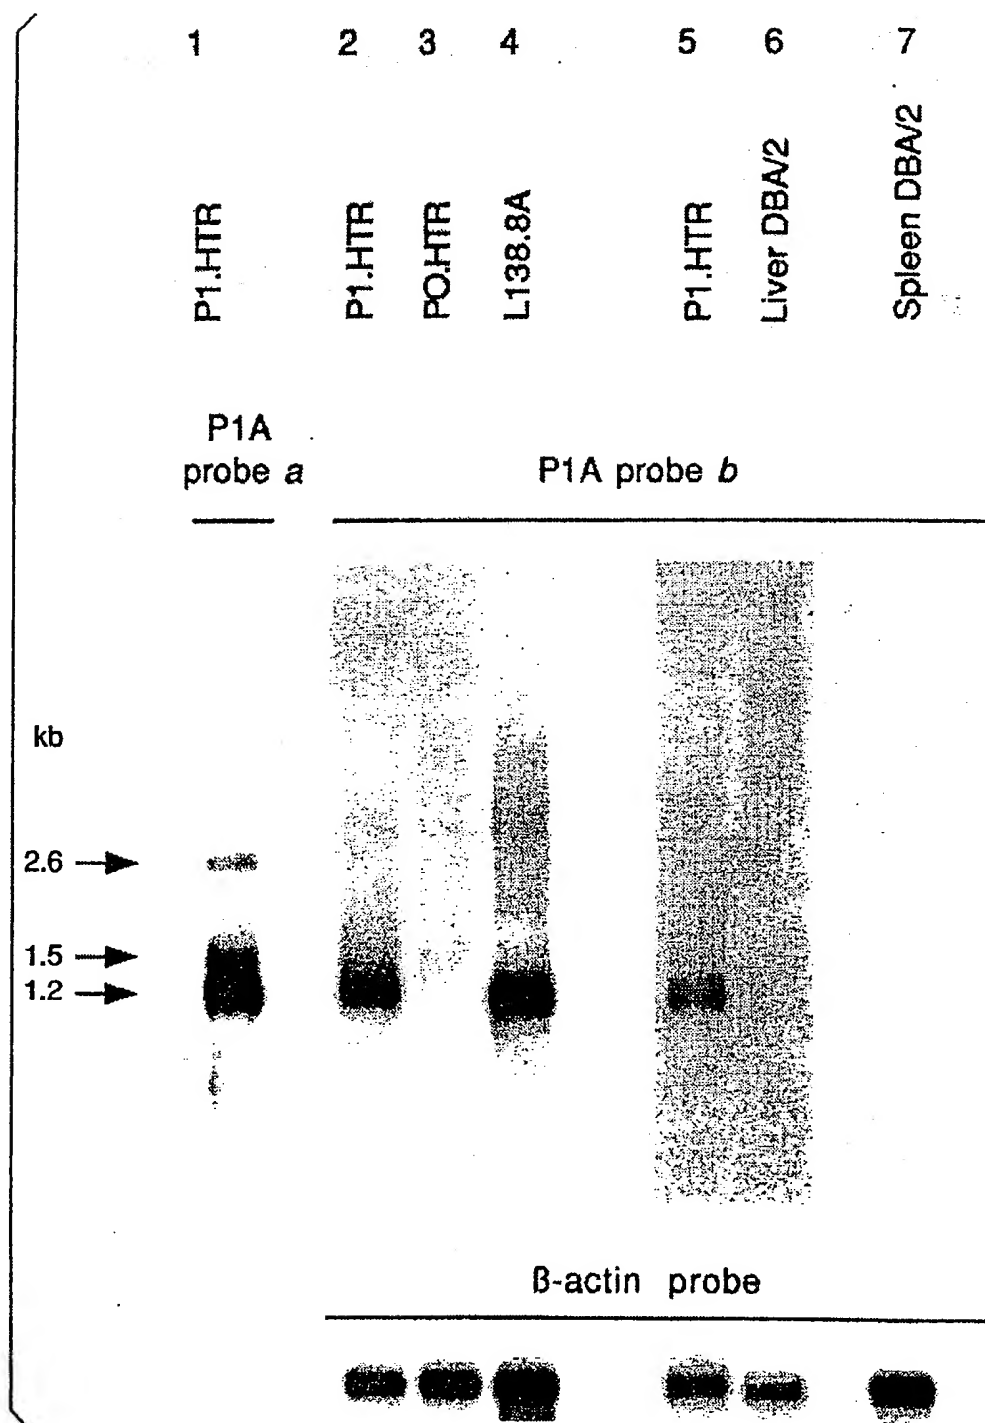 1 2 3 4 5 6 7
P1.HTR P1.HTR PO.HTR L138.8A P1.HTR Liver DBA/2 Spleen DBA/2
P1A
probe a
P1A probe b
kb
2.6
1.5
1.2
ß-actin probe